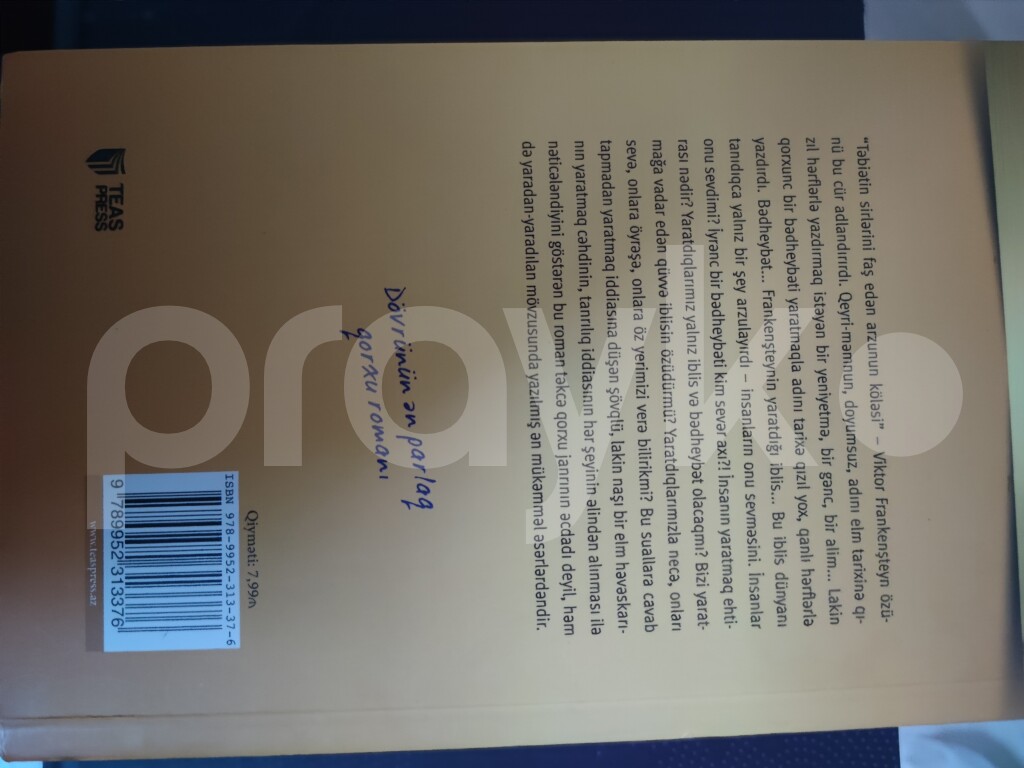 "Təbiətin sirlərini faş edən arzunun köləsi" – Viktor Frankenşteyn özü-
nü bu cür adlandırırdı. Qeyri-məmnun, doyumsuz, adını elm tarixinə qı-
zıl hərflərlə yazdırmaq istəyən bir yeniyetmə, bir gənc, bir alim... Lakin
qorxunc bir bədheybəti yaratmaqla adını tarixə qızıl yox, qanlı hərflərlə
yazdırdı. Bədheybət... Frankenşteynin yaratdığı iblis... Bu iblis dünyanı
tanıdıqca yalnız bir şey arzulayırdı – insanların onu sevməsini. İnsanlar
onu sevdimi? İyrənc bir bədheybəti kim sevər axı?! İnsanın yaratmaq ehti-
rası nədir? Yaratdıqlarımız yalnız iblis və bədheybət olacaqmı? Bizi yarat-
mağa vadar edən qüvvə iblisin özüdürmü? Yaratdıqlarımızla necə, onları
sevə, onlara öyrəşə, onlara öz yerimizi verə bilirikmi? Bu suallara cavab
tapmadan yaratmaq iddiasına düşən şövqlü, lakin naşı bir elm həvəskarı-
nın yaratmaq cəhdinin, tanrılıq iddiasının hər şeyinin əlindən alınması ilə
nəticələndiyini göstərən bu roman təkcə qorxu janrının əcdadı deyil, həm
də yaradan-yaradılan mövzusunda yazılmış ən mükəmməl əsərlərdəndir.
Dövrünün ən parlaq
qorxu romanı
TEAS
PRESS
Qiyməti: 7,99₼
ISBN 978-9952-313-37-6
9 789952 313376
www.teaspress.az
prayk